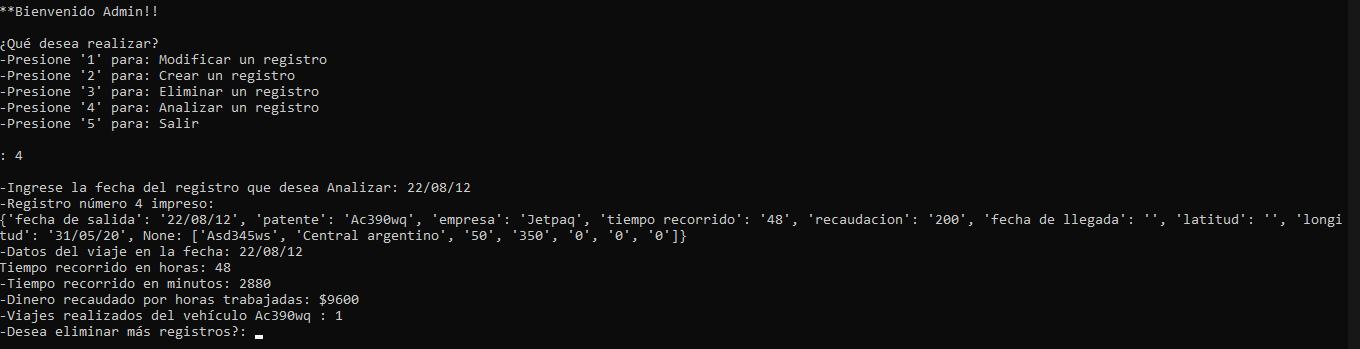 **Bienvenido Admin!!
¿Qué desea realizar?
-Presione '1' para: Modificar un registro
-Presione '2' para: Crear un registro
-Presione '3' para: Eliminar un registro
-Presione '4' para: Analizar un registro
-Presione '5' para: Salir
: 4
-Ingrese la fecha del registro que desea Analizar: 22/08/12
-Registro número 4 impreso:
{'fecha de salida': '22/08/12', 'patente': 'Ac390wq', 'empresa': 'Jetpaq', 'tiempo recorrido': '48', 'recaudacion': '200', 'fecha de llegada': '', 'latitud': '', 'longi
tud': '31/05/20', None: ['Asd345ws', 'Central argentino', '50', '350', '0', '0', '0']}
-Datos del viaje en la fecha: 22/08/12
Tiempo recorrido en horas: 48
-Tiempo recorrido en minutos: 2880
-Dinero recaudado por horas trabajadas: $9600
-Viajes realizados del vehículo Ac390wq : 1
-Desea eliminar más registros?: